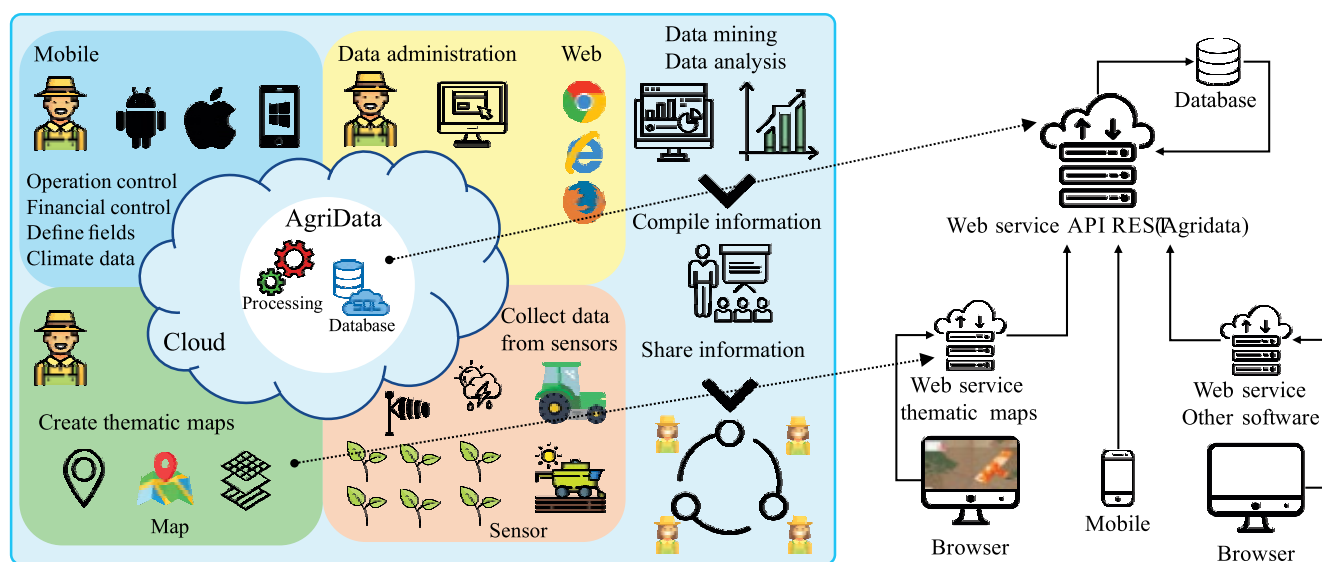 Mobile
Operation control
Financial control
Define fields
Climate data
Data administration
Web
Data mining
Data analysis
Compile information
Share information
AgriData
Processing
SQL
Database
Cloud
Collect data
from sensors
Sensor
Create thematic maps
Map
Database
Web service API REST(Agridata)
Web service
thematic maps
Browser
Mobile
Web service
Other software
Browser